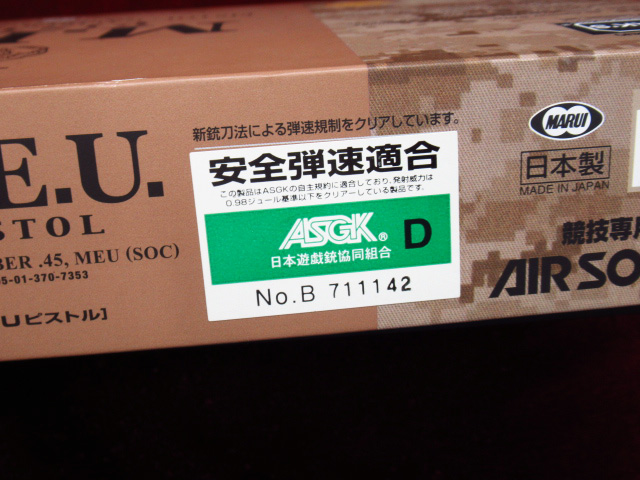 新銃刀法による弾速規制をクリアしています。
E.U.
STOL
BER .45, MEU (SOC)
05-01-370-7353
Uピストル]
安全弾速適合
この製品はASGKの自主規約に適合しており、発射威力は
0.98ジュール基準以下をクリアーしている製品です。
ASGK® D
日本遊戯銃協同組合
No.B 711142
MARUI
日本製
MADE IN JAPAN
競技専用
AIR SO